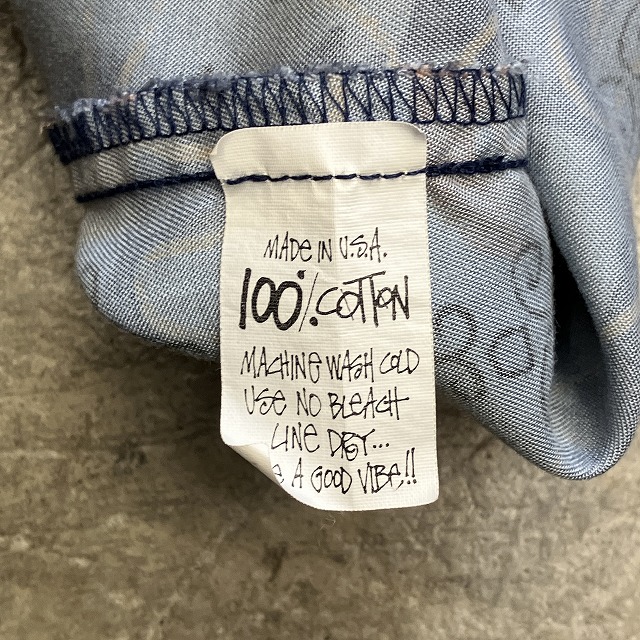 MADE IN U.S.A.
100% COTTON
MACHINE WASH COLD
USE NO BLEACH
LINE DRY...
A GOOD VIBE!!